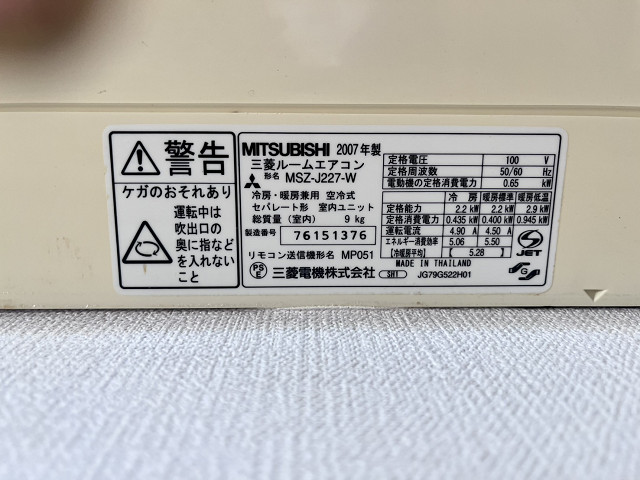 警告
ケガのおそれあり
運転中は
吹出口の
奥に指など
を入れない
こと
MITSUBISHI 2007年製
三菱ルームエアコン
形名 MSZ-J227-W
冷房・暖房兼用 空冷式
セパレート形 室内ユニット
総質量(室内) 9 kg
製造番号 76151376
リモコン送信機形名 MP051
PS E 三菱電機株式会社 SHT
定格電圧 100 V
定格周波数 50/60 Hz
電動機の定格消費電力 0.65 kW
冷房 暖房標準 暖房低温
定格能力 2.2 kW 2.2 kW 2.9 kW
定格消費電力 0.435 kW 0.400 kW 0.945 kW
運転電流 4.90 A 4.50 A
エネルギー消費効率 5.06 5.50
【冷暖房平均】 [ 5.28 ]
MADE IN THAILAND
JG79G522H01
S
JET
S G S